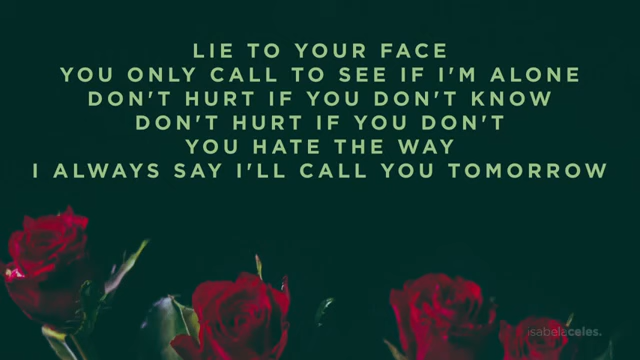 LIE TO YOUR FACE
YOU ONLY CALL TO SEE IF I'M ALONE
DON'T HURT IF YOU DON'T KNOW
DON'T HURT IF YOU DON'T
YOU HATE THE WAY
I ALWAYS SAY I'LL CALL YOU TOMORROW
isabelaceles.